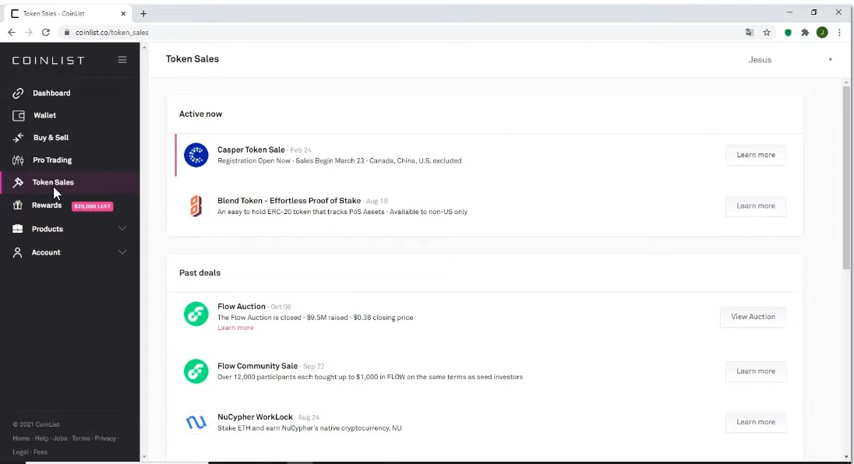 Token Sales - CoinList
coinlist.co/token_sales
J
COINLIST
Dashboard
Wallet
Buy & Sell
Pro Trading
Token Sales
Rewards $20,000 LEFT
Products
Account
© 2021 CoinList
Home · Help · Jobs · Terms · Privacy ·
Legal · Fees
Token Sales
Jesus
Active now
Casper Token Sale · Feb 24
Registration Open Now - Sales Begin March 23 - Canada, China, U.S. excluded
Learn more
Blend Token - Effortless Proof of Stake · Aug 19
An easy to hold ERC-20 token that tracks PoS Assets - Available to non-US only
Learn more
Past deals
Flow Auction · Oct 06
The Flow Auction is closed - $9.5M raised - $0.38 closing price
Learn more
View Auction
Flow Community Sale · Sep 22
Over 12,000 participants each bought up to $1,000 in FLOW on the same terms as seed investors
Learn more
NuCypher WorkLock · Aug 24
Stake ETH and earn NuCypher's native cryptocurrency, NU
Learn more